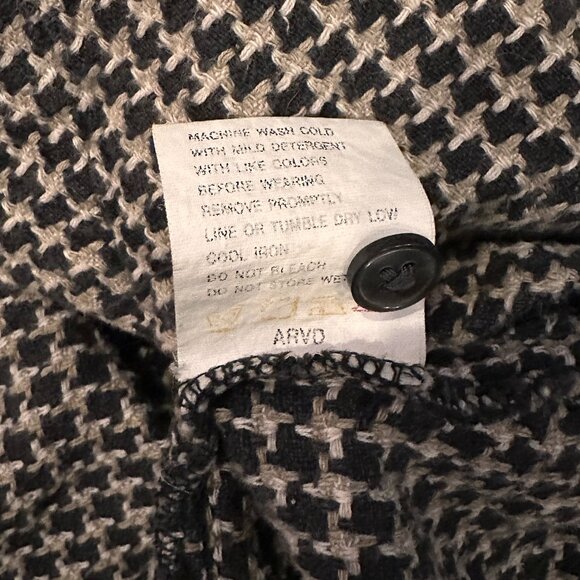 MACHINE WASH COLD
WITH MILD DETERGENT
WITH LIKE COLORS
BEFORE WEARING
REMOVE PROMPTLY
LINE OR TUMBLE DRY LOW
COOL IRON
DO NOT BLEACH
DO NOT STORE WET
ARVD